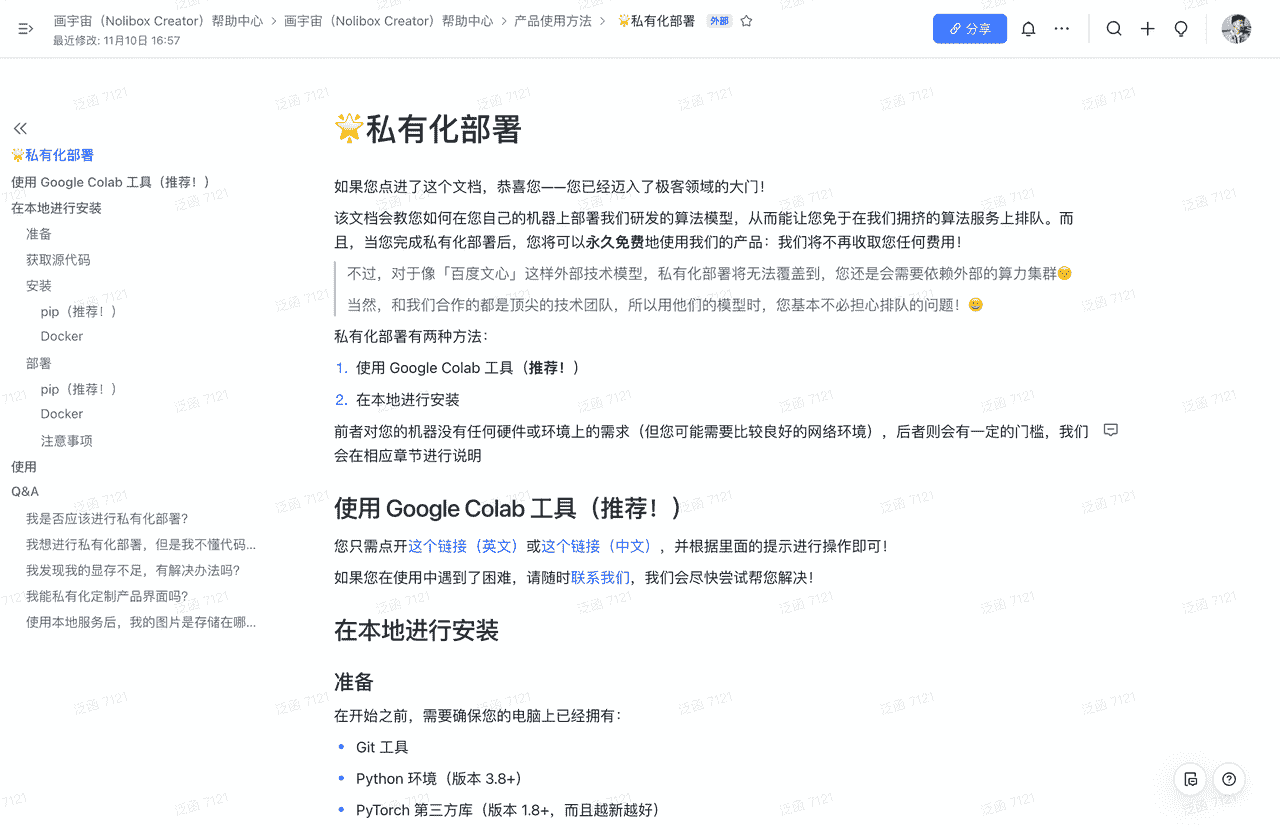 画宇宙（Nolibox Creator）帮助中心 > 画宇宙（Nolibox Creator）帮助中心 > 产品使用方法 > 🌟私有化部署 外部
最近修改: 11月10日 16:57
分享
🌟私有化部署
使用 Google Colab 工具（推荐！）
在本地进行安装
准备
获取源代码
安装
pip（推荐！）
Docker
部署
pip（推荐！）
Docker
注意事项
使用
Q&A
我是否应该进行私有化部署?
我想进行私有化部署，但是我不懂代码...
我发现我的显存不足，有解决办法吗?
我能私有化定制产品界面吗?
使用本地服务后，我的图片是存储在哪...
🌟私有化部署
如果您点进了这个文档，恭喜您——您已经迈入了极客领域的大门！
该文档会教您如何在您自己的机器上部署我们研发的算法模型，从而能让您免于在我们拥挤的算法服务上排队。而
且，当您完成私有化部署后，您将可以永久免费地使用我们的产品：我们将不再收取您任何费用！
不过，对于像「百度文心」这样外部技术模型，私有化部署将无法覆盖到，您还是会需要依赖外部的算力集群
当然，和我们合作的都是顶尖的技术团队，所以用他们的模型时，您基本不必担心排队的问题！😀
私有化部署有两种方法：
1. 使用 Google Colab 工具（推荐！）
2. 在本地进行安装
前者对您的机器没有任何硬件或环境上的需求（但您可能需要比较良好的网络环境），后者则会有一定的门槛，我们
会在相应章节进行说明
使用 Google Colab 工具（推荐！）
您只需点开这个链接（英文）或这个链接（中文），并根据里面的提示进行操作即可！
如果您在使用中遇到了困难，请随时联系我们，我们会尽快尝试帮您解决！
在本地进行安装
准备
在开始之前，需要确保您的电脑上已经拥有：
• Git 工具
• Python 环境（版本 3.8+）
• PyTorch 第三方库（版本 1.8+，而且越新越好）
泛函 7121